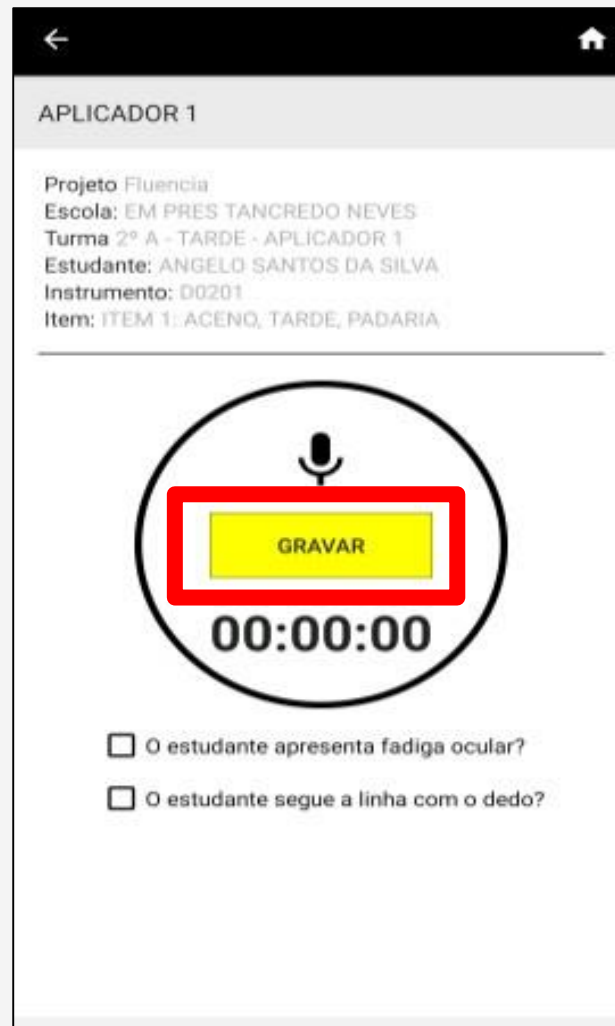 APLICADOR 1
Projeto Fluencia
Escola: EM PRES TANCREDO NEVES
Turma 2º A - TARDE - APLICADOR 1
Estudante: ANGELO SANTOS DA SILVA
Instrumento: D0201
Item: ITEM 1: ACENO, TARDE, PADARIA
GRAVAR
00:00:00
O estudante apresenta fadiga ocular?
O estudante segue a linha com o dedo?